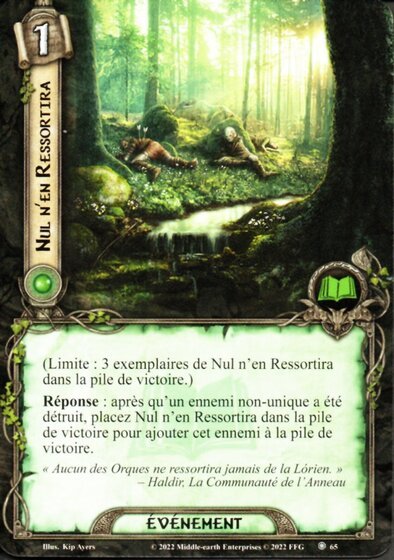 1
Nul n'en Ressortira
(Limite : 3 exemplaires de Nul n'en Ressortira
dans la pile de victoire.)
Réponse : après qu'un ennemi non-unique a été
détruit, placez Nul n'en Ressortira dans la pile
de victoire pour ajouter cet ennemi à la pile de
victoire.
« Aucun des Orques ne ressortira jamais de la Lórien. »
– Haldir, La Communauté de l'Anneau
ÉVÉNEMENT
Illus. Kip Ayers © 2022 Middle-earth Enterprises © 2022 FFG 65